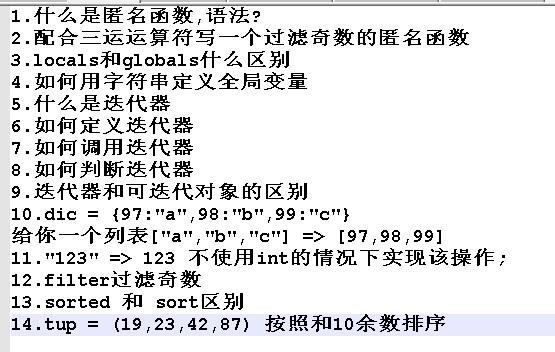 1.什么是匿名函数,语法?
2.配合三运运算符写一个过滤奇数的匿名函数
3.locals和globals什么区别
4.如何用字符串定义全局变量
5.什么是迭代器
6.如何定义迭代器
7.如何调用迭代器
8.如何判断迭代器
9.迭代器和可迭代对象的区别
10.dic = {97:"a",98:"b",99:"c"}
给你一个列表["a","b","c"] => [97,98,99]
11."123" => 123 不使用int的情况下实现该操作;
12.filter过滤奇数
13.sorted 和 sort区别
14.tup = (19,23,42,87) 按照和10余数排序